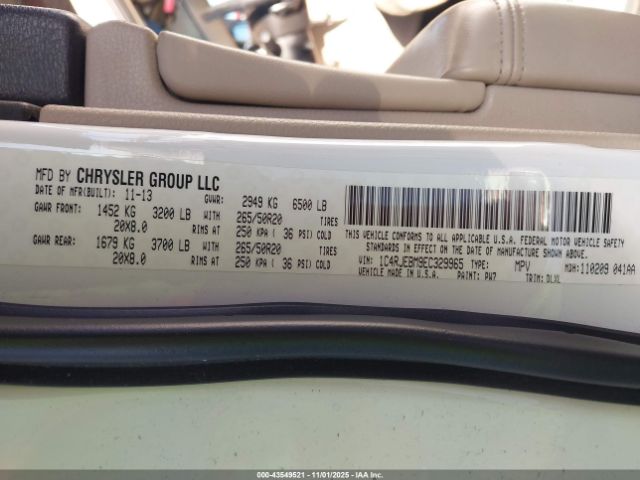 MFD BY CHRYSLER GROUP LLC
DATE OF MFR(BUILT): 11-13 GVWR: 2949 KG 6500 LB
GAWR FRONT: 1452 KG 3200 LB WITH 265/50R20 TIRES
20X8.0 RIMS AT 250 KPA ( 36 PSI) COLD
GAWR REAR: 1679 KG 3700 LB WITH 265/50R20 TIRES
20X8.0 RIMS AT 250 KPA ( 36 PSI) COLD
THIS VEHICLE CONFORMS TO ALL APPLICABLE U.S.A. FEDERAL MOTOR VEHICLE SAFETY
STANDARDS IN EFFECT ON THE DATE OF MANUFACTURE SHOWN ABOVE.
VIN: 1C4RJEBM9EC329965 TYPE: MPV MDH:110209 041AA
VEHICLE MADE IN U.S.A. PAINT: PW7 TRIM: DLXL
000-43549521 - 11/01/2025 - IAAI.COM